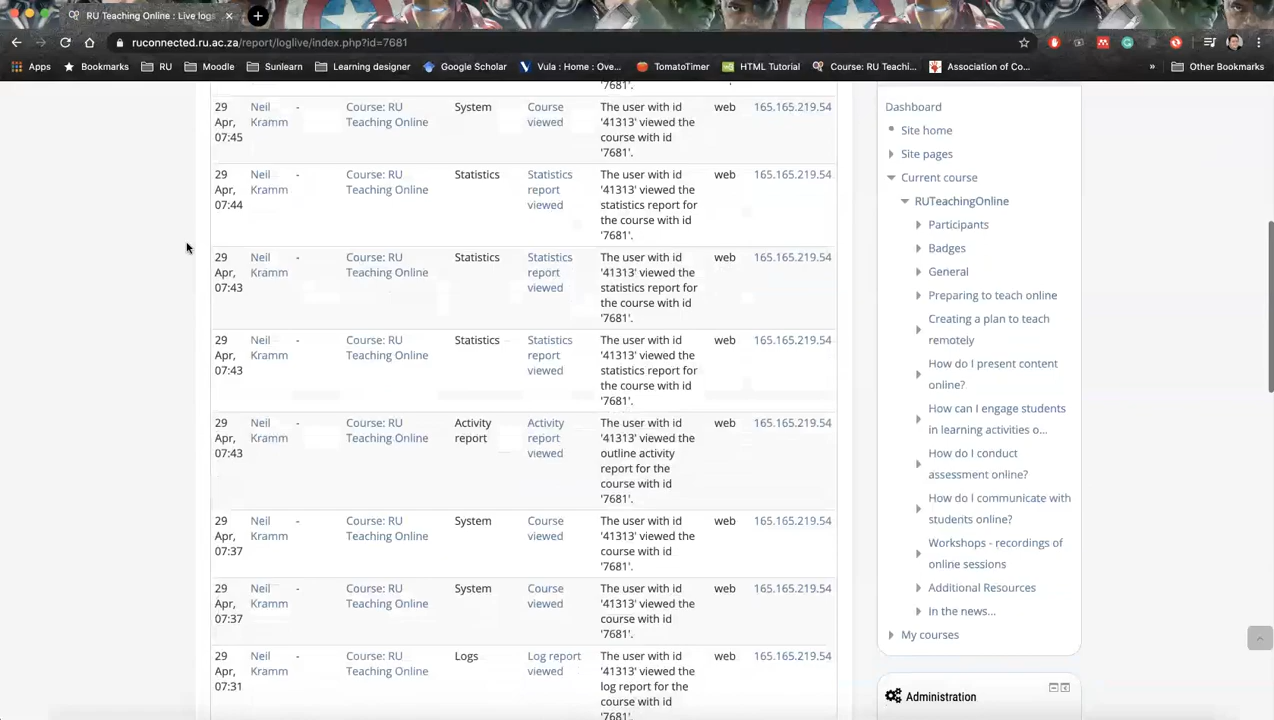 RU Teaching Online : Live logs
ruconnected.ru.ac.za/report/loglive/index.php?id=7681
Apps Bookmarks RU Moodle Sunlearn Learning designer Google Scholar Vula : Home : Ove... TomatoTimer HTML Tutorial Course: RU Teachi... Association of Co... » Other Bookmarks
'7681'.
29 Apr, 07:45 Neil Kramm - Course: RU Teaching Online System Course viewed The user with id '41313' viewed the course with id '7681'. web 165.165.219.54
29 Apr, 07:44 Neil Kramm - Course: RU Teaching Online Statistics Statistics report viewed The user with id '41313' viewed the statistics report for the course with id '7681'. web 165.165.219.54
29 Apr, 07:43 Neil Kramm - Course: RU Teaching Online Statistics Statistics report viewed The user with id '41313' viewed the statistics report for the course with id '7681'. web 165.165.219.54
29 Apr, 07:43 Neil Kramm - Course: RU Teaching Online Statistics Statistics report viewed The user with id '41313' viewed the statistics report for the course with id '7681'. web 165.165.219.54
29 Apr, 07:43 Neil Kramm - Course: RU Teaching Online Activity report Activity report viewed The user with id '41313' viewed the outline activity report for the course with id '7681'. web 165.165.219.54
29 Apr, 07:37 Neil Kramm - Course: RU Teaching Online System Course viewed The user with id '41313' viewed the course with id '7681'. web 165.165.219.54
29 Apr, 07:37 Neil Kramm - Course: RU Teaching Online System Course viewed The user with id '41313' viewed the course with id '7681'. web 165.165.219.54
29 Apr, 07:31 Neil Kramm - Course: RU Teaching Online Logs Log report viewed The user with id '41313' viewed the log report for the course with id '7681'. web 165.165.219.54
Dashboard
Site home
Site pages
Current course
RUTeachingOnline
Participants
Badges
General
Preparing to teach online
Creating a plan to teach
remotely
How do I present content
online?
How can I engage students
in learning activities o...
How do I conduct
assessment online?
How do I communicate with
students online?
Workshops - recordings of
online sessions
Additional Resources
In the news...
My courses
Administration